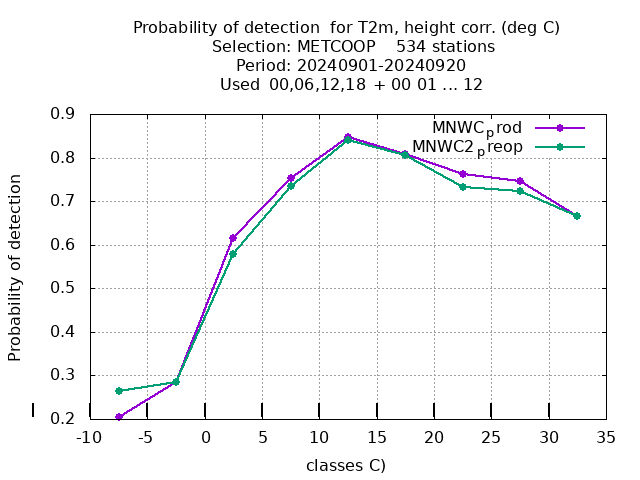 Probability of detection  for T2m, height corr. (deg C)
Selection: METCOOP    534 stations
Period: 20240901-20240920
Used  00,06,12,18  + 00 01 ... 12
MNWC_prod
MNWC2_preop
Probability of detection
0.9
0.8
0.7
0.6
0.5
0.4
0.3
0.2
-10 -5 0 5 10 15 20 25 30 35
classes C)